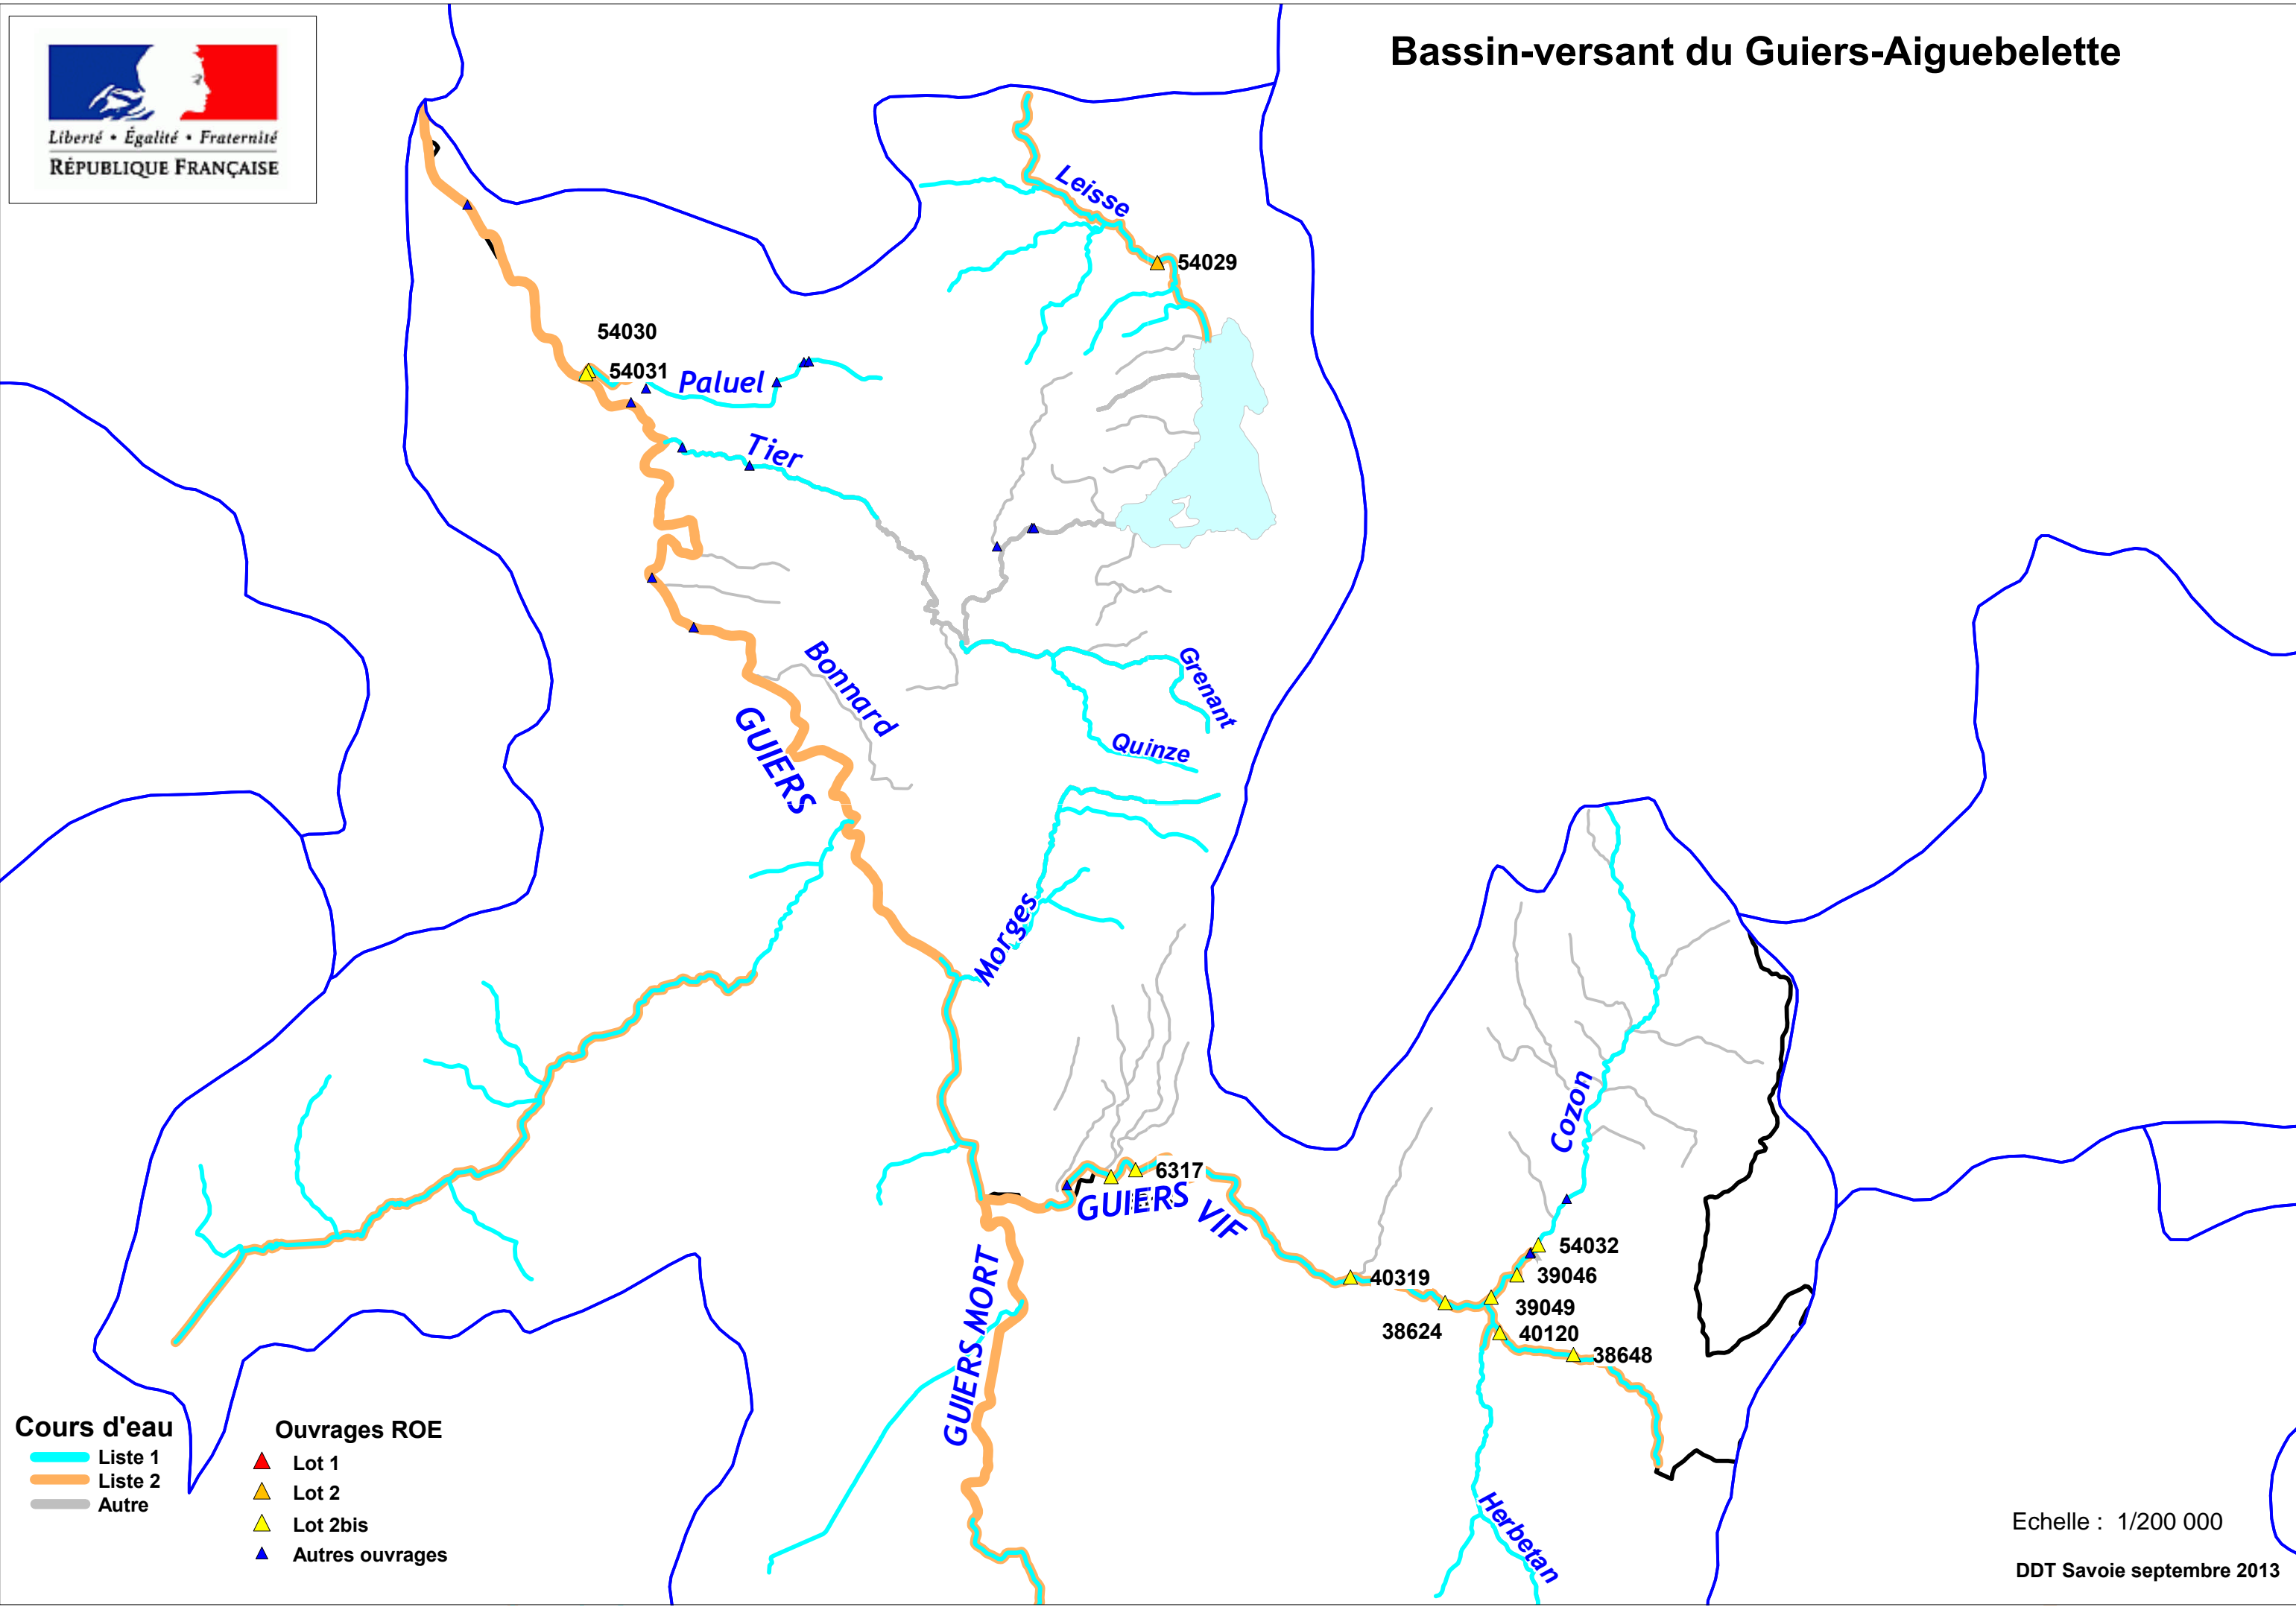 Bassin-versant du Guiers-Aiguebelette
Liberté • Égalité • Fraternité
RÉPUBLIQUE FRANÇAISE
Leisse
54029
54030
54031
Paluel
Tier
Bonnard
Grenant
GUIERS
Quinze
Morges
Cozon
6317
GUIERS VIF
54032
40319
39046
39049
38624
40120
38648
GUIERS MORT
Herbetan
Cours d'eau
Liste 1
Liste 2
Autre
Ouvrages ROE
Lot 1
Lot 2
Lot 2bis
Autres ouvrages
Echelle : 1/200 000
DDT Savoie septembre 2013